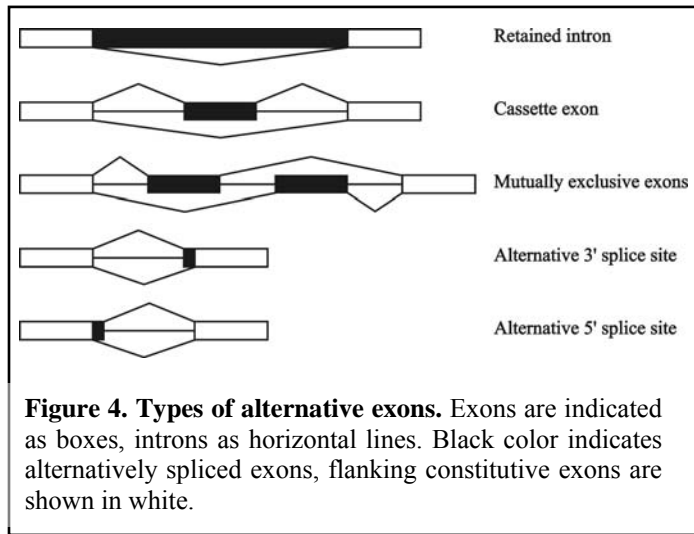 Retained intron
Cassette exon
Mutually exclusive exons
Alternative 3' splice site
Alternative 5' splice site
Figure 4. Types of alternative exons. Exons are indicated
as boxes, introns as horizontal lines. Black color indicates
alternatively spliced exons, flanking constitutive exons are
shown in white.